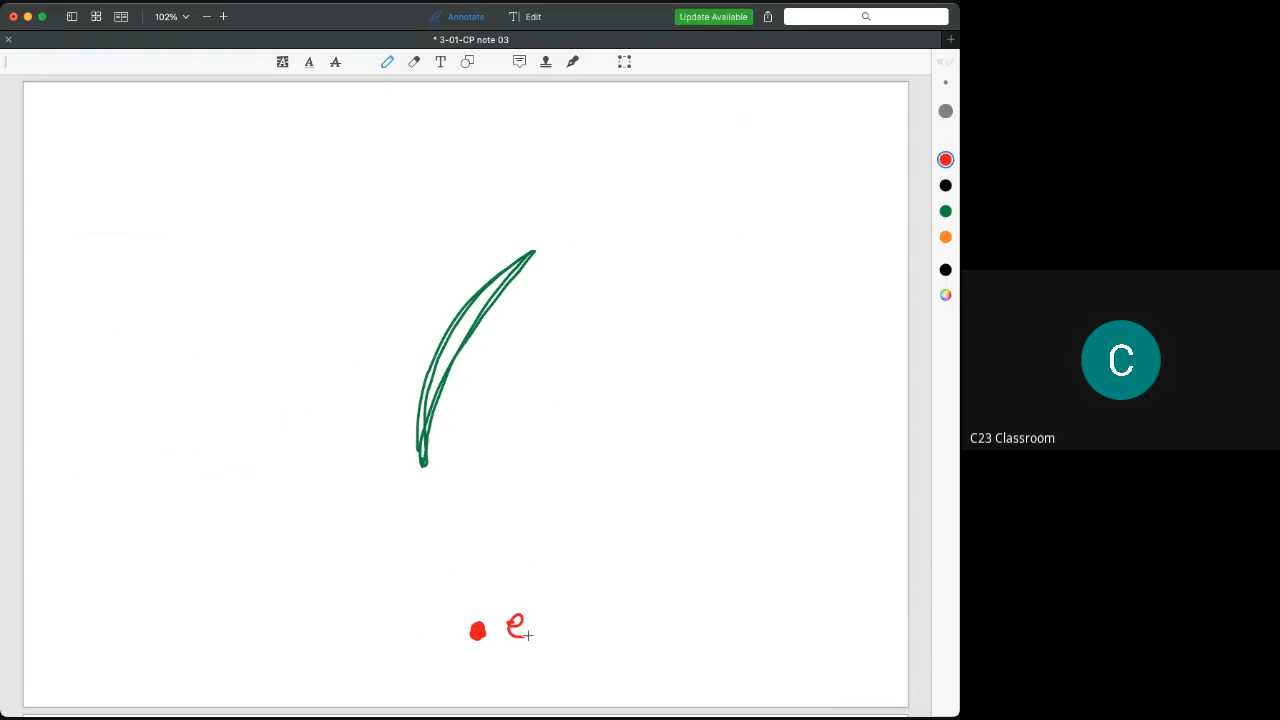 102%
Annotate
Edit
Update Available
* 3-01-CP note 03
A A A T
e
C
C23 Classroom